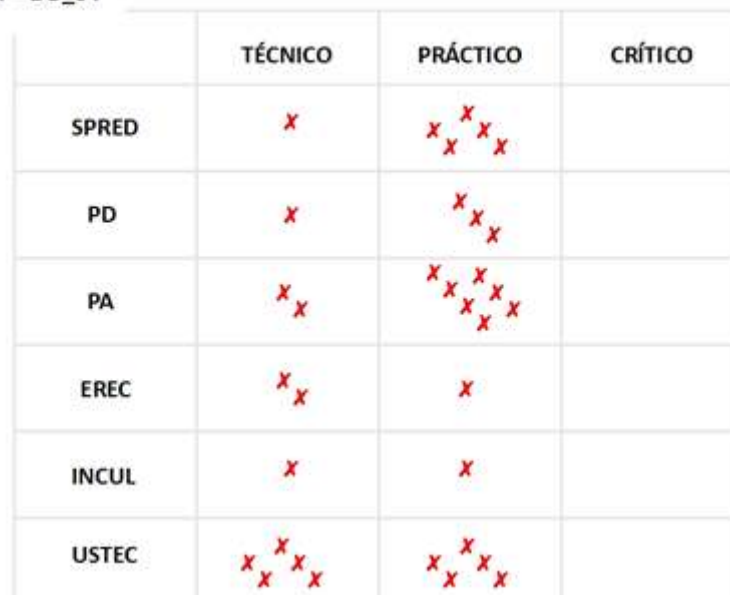 TÉCNICO PRÁCTICO CRÍTICO
SPRED X X X X X X
PD X X X X
PA X X X X X X X X X
EREC X X X
INCUL X X
USTEC X X X X X X X X X X